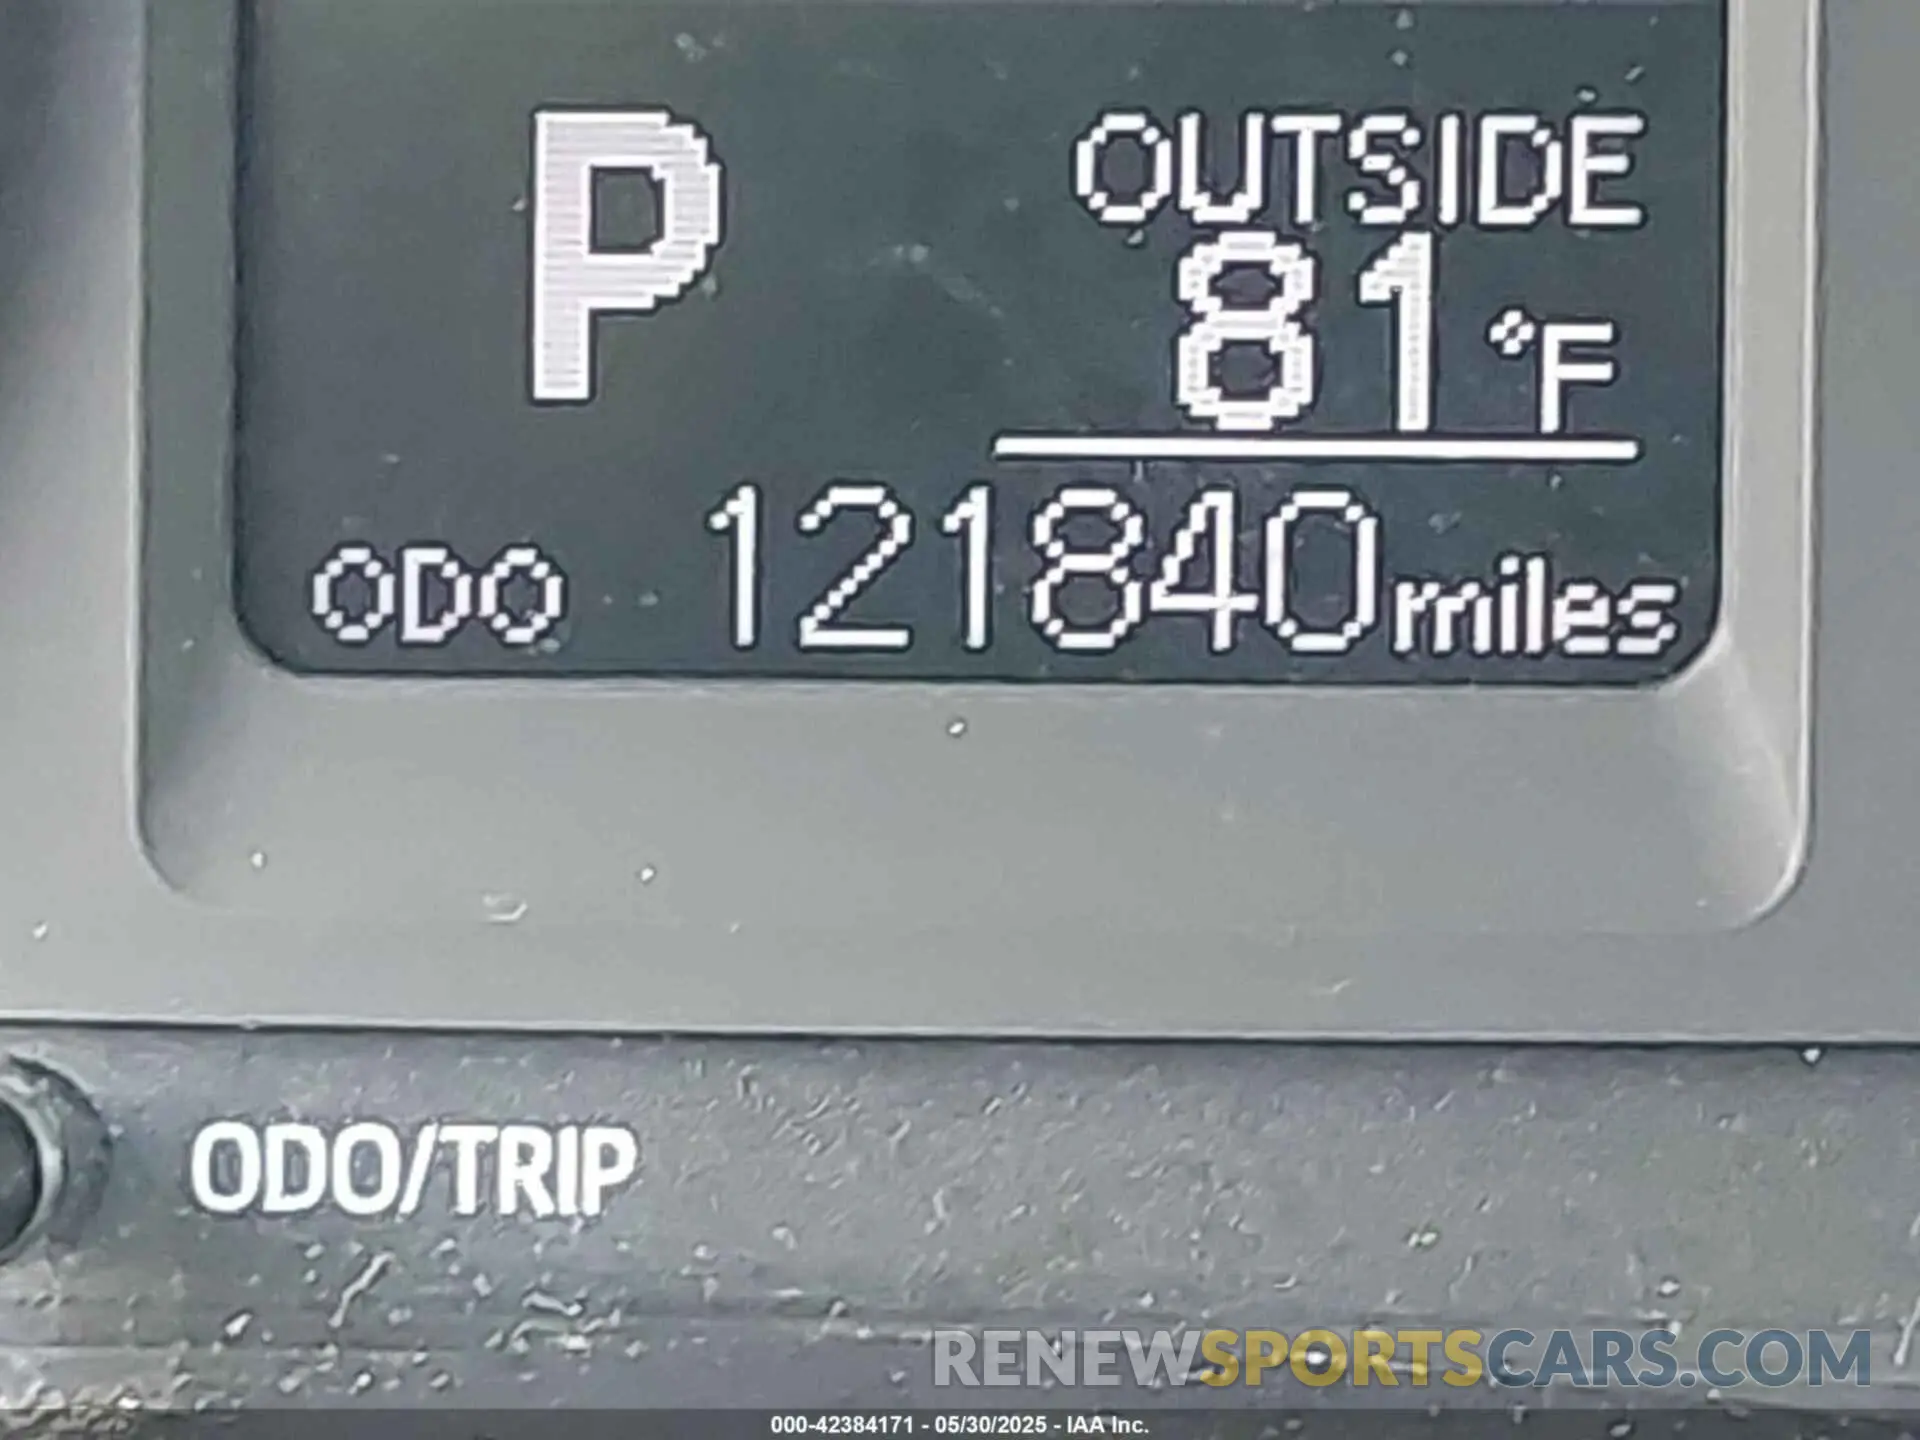 P
OUTSIDE
81 °F
ODO 121840 miles
ODO/TRIP
RENEWSPORTSCARS.COM
000-42384171 - 05/30/2025 - IAA Inc.